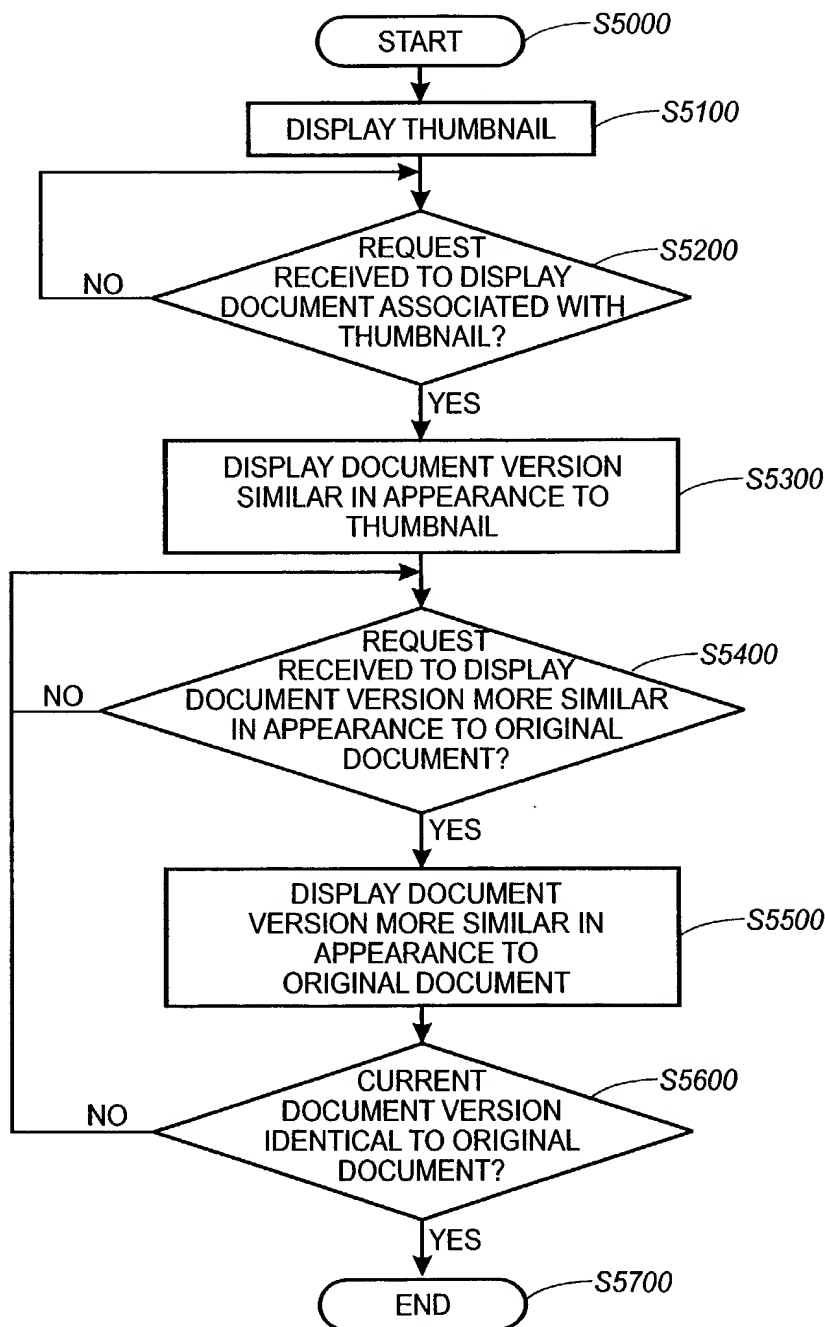 START
S5000
DISPLAY THUMBNAIL
S5100
REQUEST
RECEIVED TO DISPLAY
DOCUMENT ASSOCIATED WITH
THUMBNAIL?
S5200
NO
YES
DISPLAY DOCUMENT VERSION
SIMILAR IN APPEARANCE TO
THUMBNAIL
S5300
REQUEST
RECEIVED TO DISPLAY
DOCUMENT VERSION MORE SIMILAR
IN APPEARANCE TO ORIGINAL
DOCUMENT?
S5400
NO
YES
DISPLAY DOCUMENT
VERSION MORE SIMILAR IN
APPEARANCE TO
ORIGINAL DOCUMENT
S5500
CURRENT
DOCUMENT VERSION
IDENTICAL TO ORIGINAL
DOCUMENT?
S5600
NO
YES
END
S5700